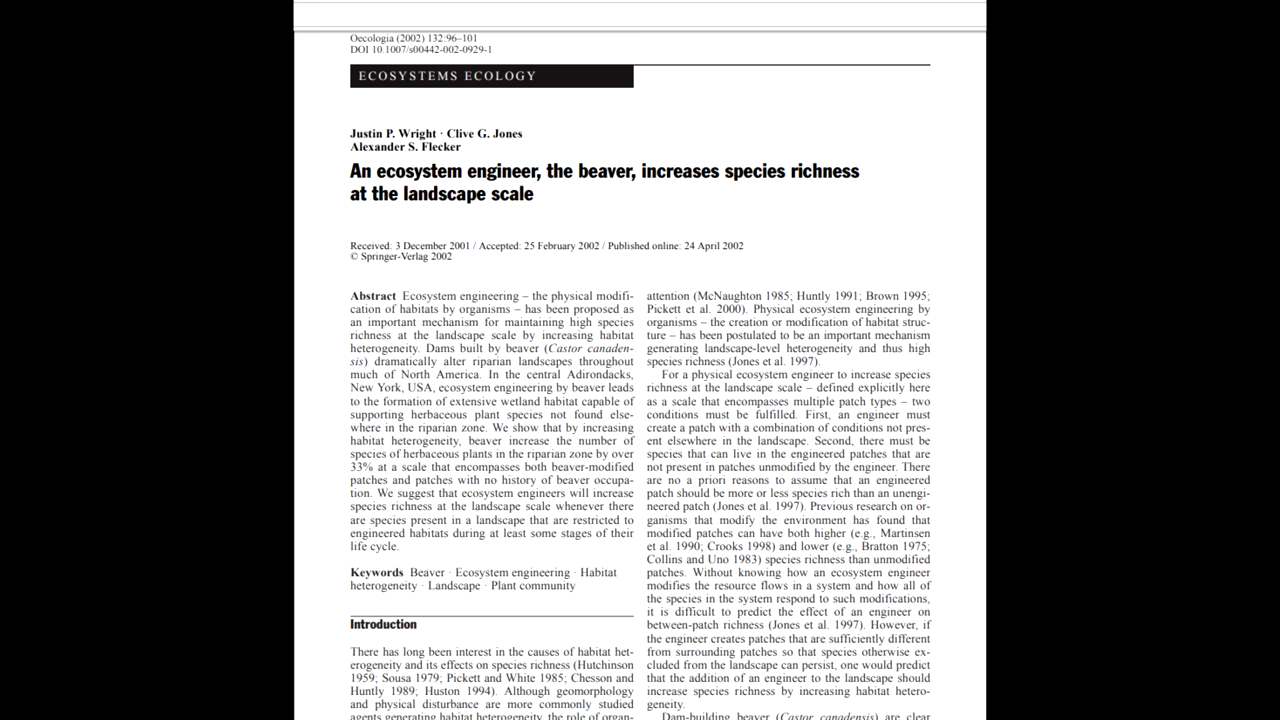 Oecologia (2002) 132:96–101
DOI 10.1007/s00442-002-0929-1
ECOSYSTEMS ECOLOGY
Justin P. Wright · Clive G. Jones
Alexander S. Flecker
An ecosystem engineer, the beaver, increases species richness
at the landscape scale
Received: 3 December 2001 / Accepted: 25 February 2002 / Published online: 24 April 2002
© Springer-Verlag 2002
Abstract Ecosystem engineering – the physical modifi-
cation of habitats by organisms – has been proposed as
an important mechanism for maintaining high species
richness at the landscape scale by increasing habitat
heterogeneity. Dams built by beaver (Castor canaden-
sis) dramatically alter riparian landscapes throughout
much of North America. In the central Adirondacks,
New York, USA, ecosystem engineering by beaver leads
to the formation of extensive wetland habitat capable of
supporting herbaceous plant species not found else-
where in the riparian zone. We show that by increasing
habitat heterogeneity, beaver increase the number of
species of herbaceous plants in the riparian zone by over
33% at a scale that encompasses both beaver-modified
patches and patches with no history of beaver occupa-
tion. We suggest that ecosystem engineers will increase
species richness at the landscape scale whenever there
are species present in a landscape that are restricted to
engineered habitats during at least some stages of their
life cycle.
Keywords Beaver · Ecosystem engineering · Habitat
heterogeneity · Landscape · Plant community
Introduction
There has long been interest in the causes of habitat het-
erogeneity and its effects on species richness (Hutchinson
1959; Sousa 1979; Pickett and White 1985; Chesson and
Huntly 1989; Huston 1994). Although geomorphology
and physical disturbance are more commonly studied
agents generating habitat heterogeneity, the role of organ-
attention (McNaughton 1985; Huntly 1991; Brown 1995;
Pickett et al. 2000). Physical ecosystem engineering by
organisms – the creation or modification of habitat struc-
ture – has been postulated to be an important mechanism
generating landscape-level heterogeneity and thus high
species richness (Jones et al. 1997).
For a physical ecosystem engineer to increase species
richness at the landscape scale – defined explicitly here
as a scale that encompasses multiple patch types – two
conditions must be fulfilled. First, an engineer must
create a patch with a combination of conditions not pres-
ent elsewhere in the landscape. Second, there must be
species that can live in the engineered patches that are
not present in patches unmodified by the engineer. There
are no a priori reasons to assume that an engineered
patch should be more or less species rich than an unengi-
neered patch (Jones et al. 1997). Previous research on or-
ganisms that modify the environment has found that
modified patches can have both higher (e.g., Martinsen
et al. 1990; Crooks 1998) and lower (e.g., Bratton 1975;
Collins and Uno 1983) species richness than unmodified
patches. Without knowing how an ecosystem engineer
modifies the resource flows in a system and how all of
the species in the system respond to such modifications,
it is difficult to predict the effect of an engineer on
between-patch richness (Jones et al. 1997). However, if
the engineer creates patches that are sufficiently different
from surrounding patches so that species otherwise ex-
cluded from the landscape can persist, one would predict
that the addition of an engineer to the landscape should
increase species richness by increasing habitat hetero-
geneity.
Dam-building beaver (Castor canadensis) are clear